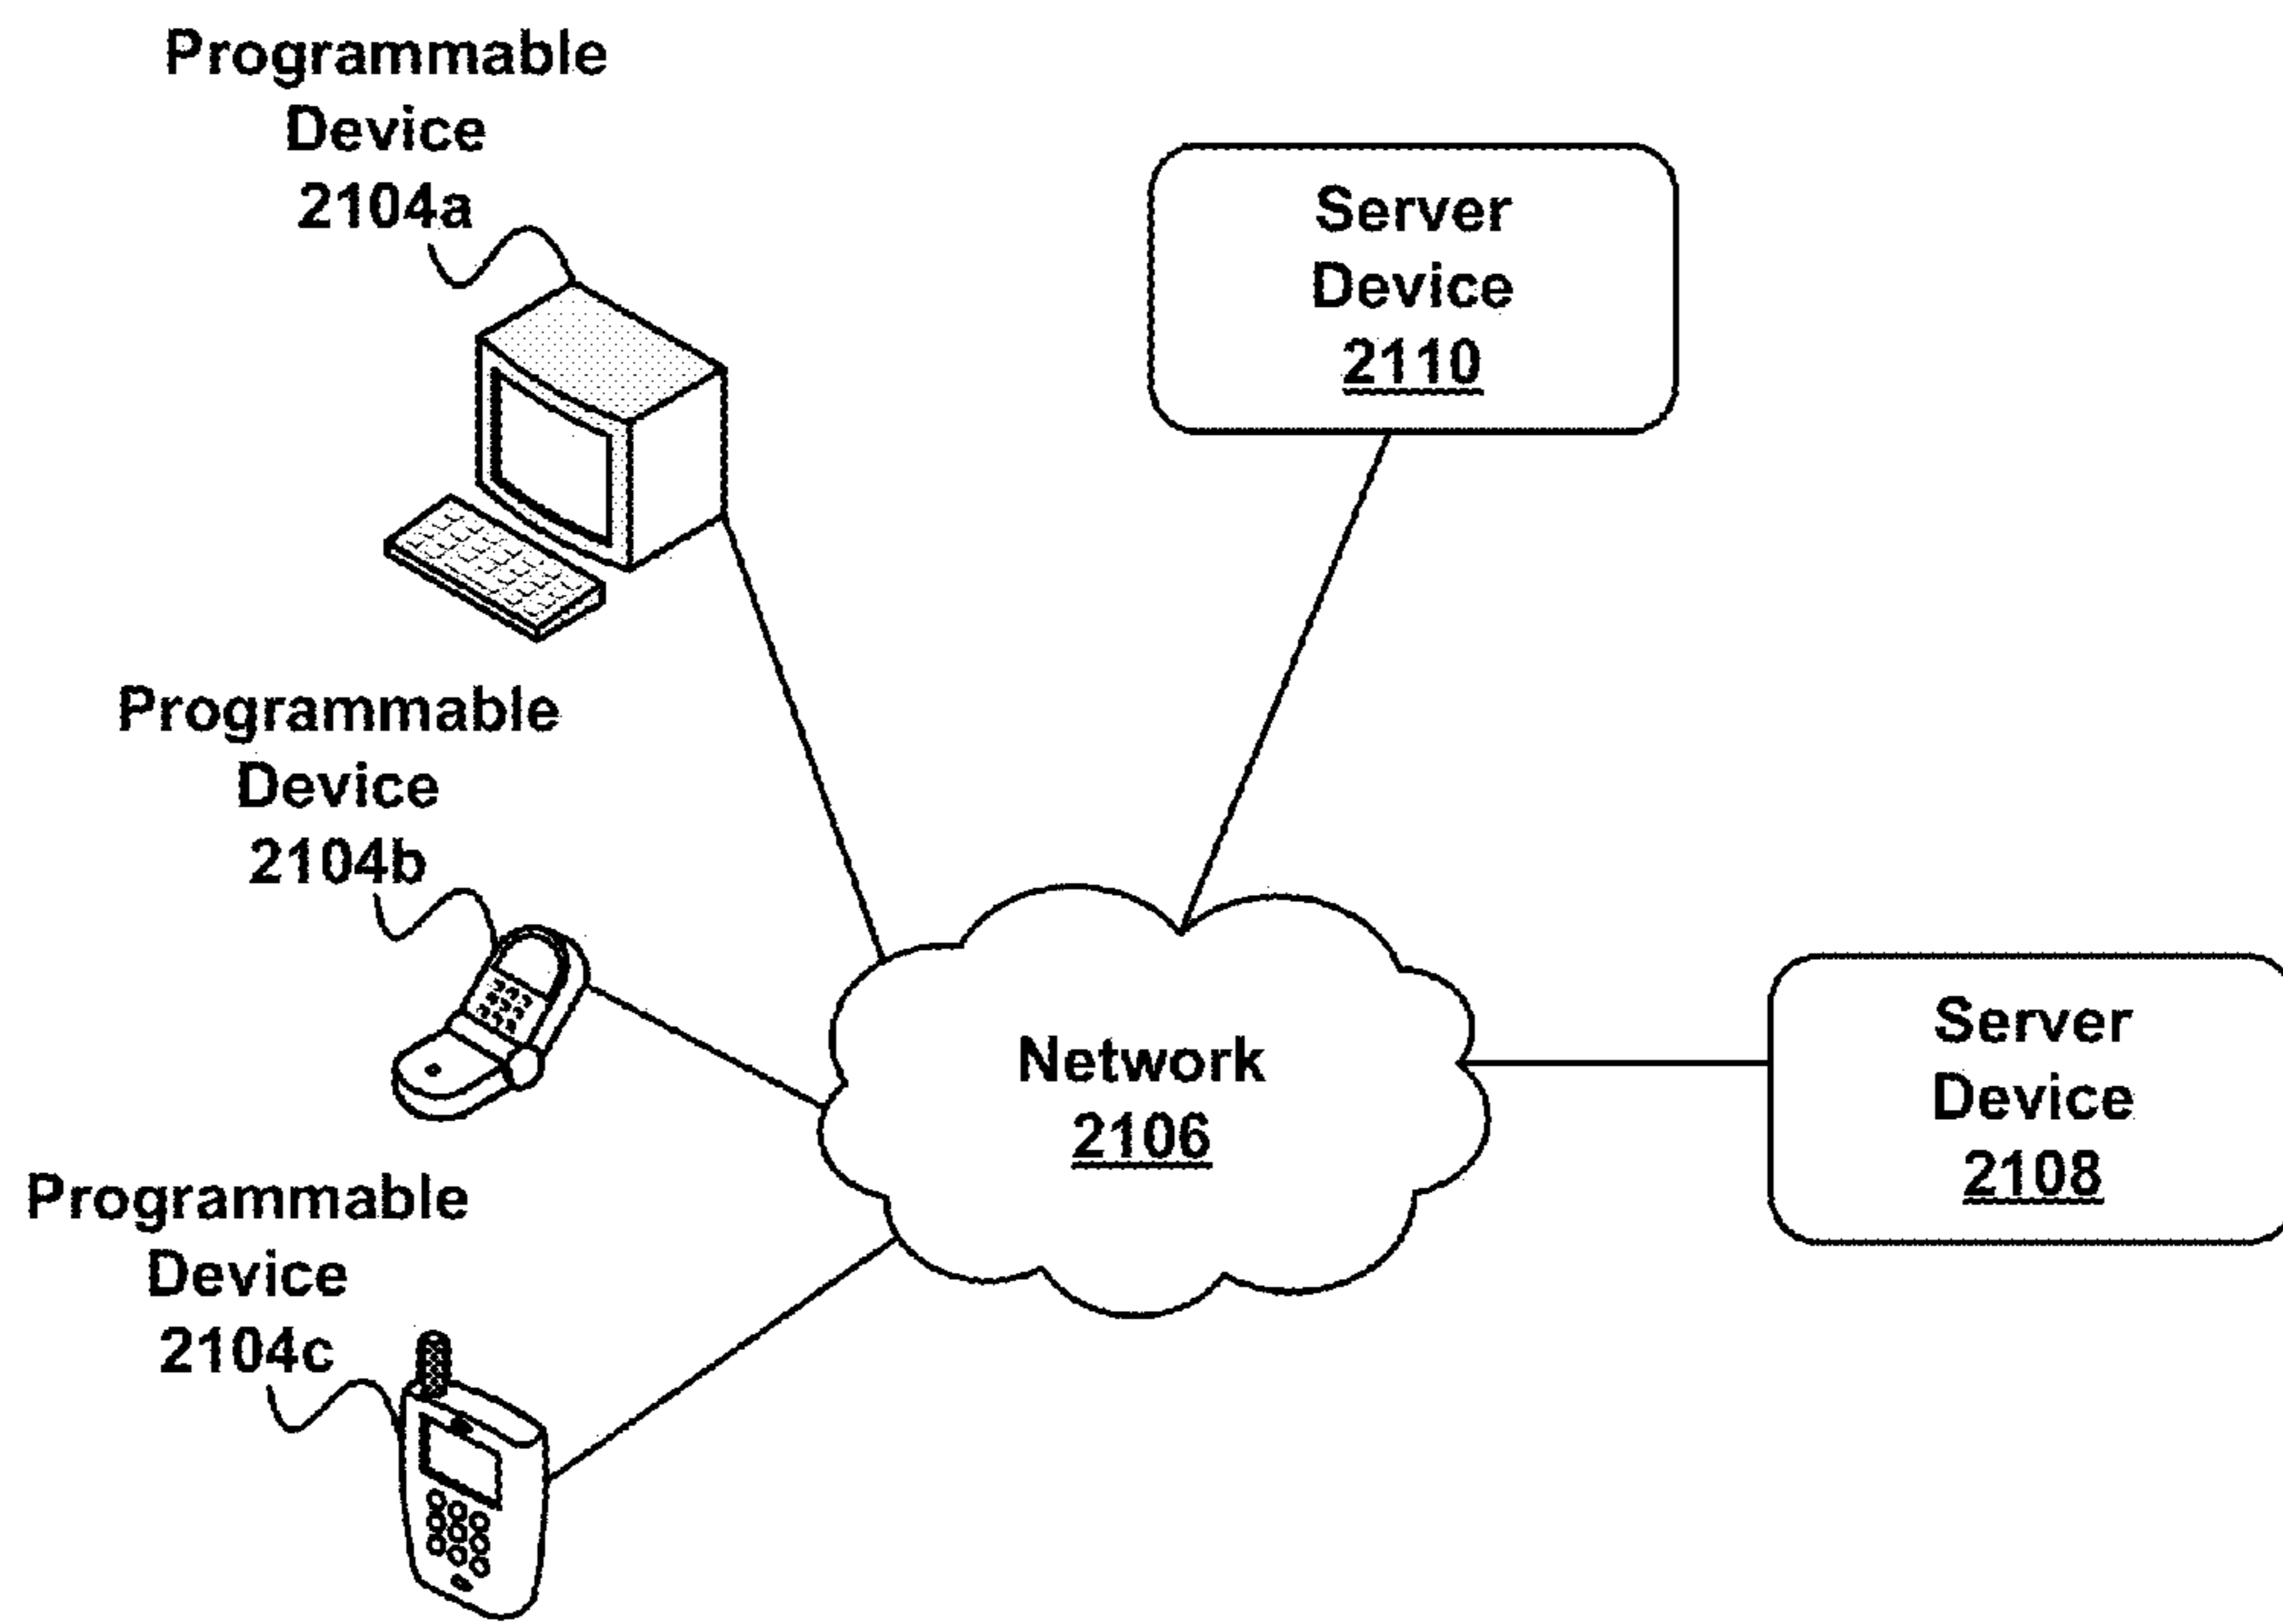 Programmable
Device
2104a
Server
Device
2110
Programmable
Device
2104b
Network
2106
Server
Device
2108
Programmable
Device
2104c